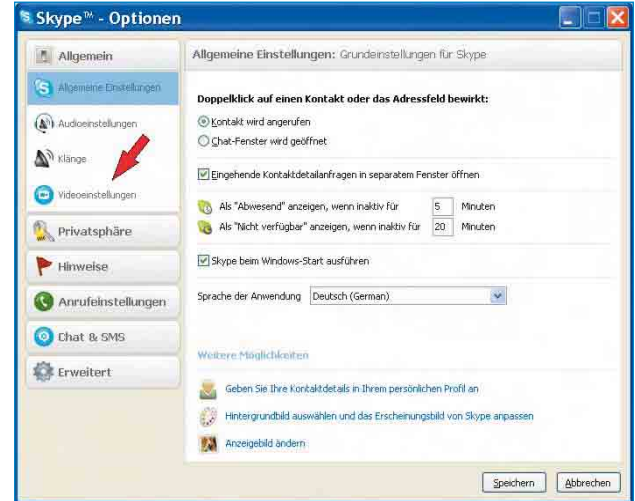 Skype™ - Optionen
Allgemein
Allgemeine Einstellungen
Audioeinstellungen
Klänge
Videoeinstellungen
Privatsphäre
Hinweise
Anrufeinstellungen
Chat & SMS
Erweitert
Allgemeine Einstellungen: Grundeinstellungen für Skype
Doppelklick auf einen Kontakt oder das Adressfeld bewirkt:
Kontakt wird angerufen
Chat-Fenster wird geöffnet
Eingehende Kontaktdetailanfragen in separatem Fenster öffnen
Als "Abwesend" anzeigen, wenn inaktiv für 5 Minuten
Als "Nicht verfügbar" anzeigen, wenn inaktiv für 20 Minuten
Skype beim Windows-Start ausführen
Sprache der Anwendung Deutsch (German)
Weitere Möglichkeiten
Geben Sie Ihre Kontaktdetails in Ihrem persönlichen Profil an
Hintergrundbild auswählen und das Erscheinungsbild von Skype anpassen
Anzeigebild ändern
Speichern Abbrechen